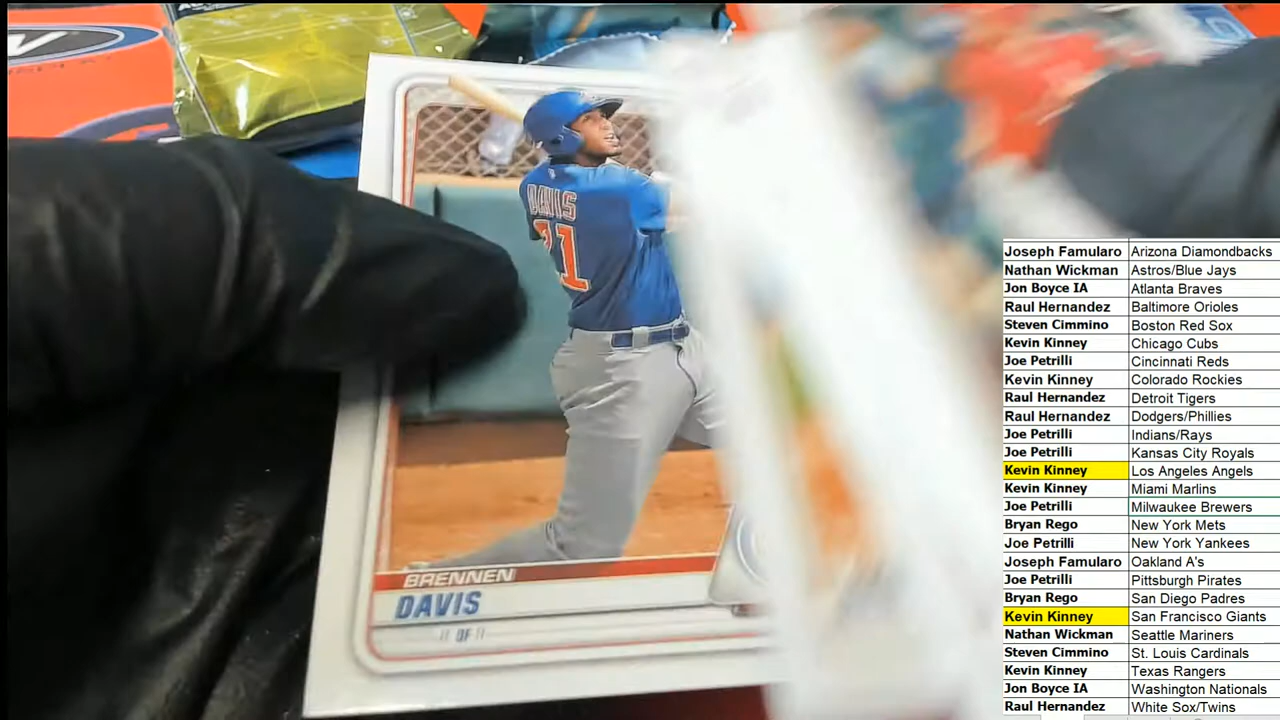 DAVIS
21
BRENNEN
DAVIS
OF
Joseph Famularo Arizona Diamondbacks
Nathan Wickman Astros/Blue Jays
Jon Boyce IA Atlanta Braves
Raul Hernandez Baltimore Orioles
Steven Cimmino Boston Red Sox
Kevin Kinney Chicago Cubs
Joe Petrilli Cincinnati Reds
Kevin Kinney Colorado Rockies
Raul Hernandez Detroit Tigers
Raul Hernandez Dodgers/Phillies
Joe Petrilli Indians/Rays
Joe Petrilli Kansas City Royals
Kevin Kinney Los Angeles Angels
Kevin Kinney Miami Marlins
Joe Petrilli Milwaukee Brewers
Bryan Rego New York Mets
Joe Petrilli New York Yankees
Joseph Famularo Oakland A's
Joe Petrilli Pittsburgh Pirates
Bryan Rego San Diego Padres
Kevin Kinney San Francisco Giants
Nathan Wickman Seattle Mariners
Steven Cimmino St. Louis Cardinals
Kevin Kinney Texas Rangers
Jon Boyce IA Washington Nationals
Raul Hernandez White Sox/Twins